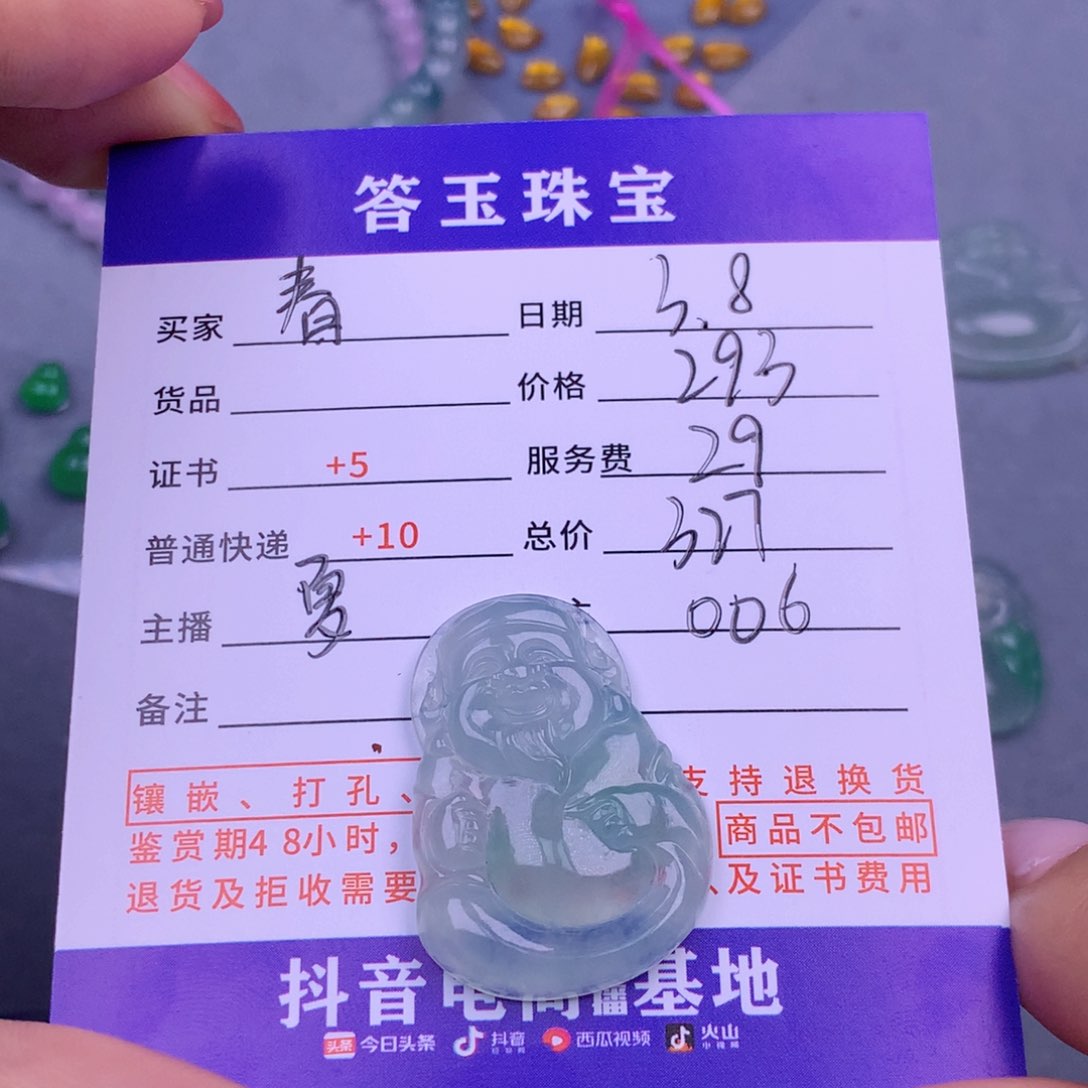 答玉珠宝
买家 春 日期 3.8
货品 价格 293
证书 +5 服务费 29
普通快递 +10 总价 327
主播 夏 006
备注
镶嵌、打孔、 支持退换货
鉴赏期48小时， 商品不包邮
退货及拒收需要 、及证书费用
抖音电商直播基地
头条 今日头条 抖音 西瓜视频 火山